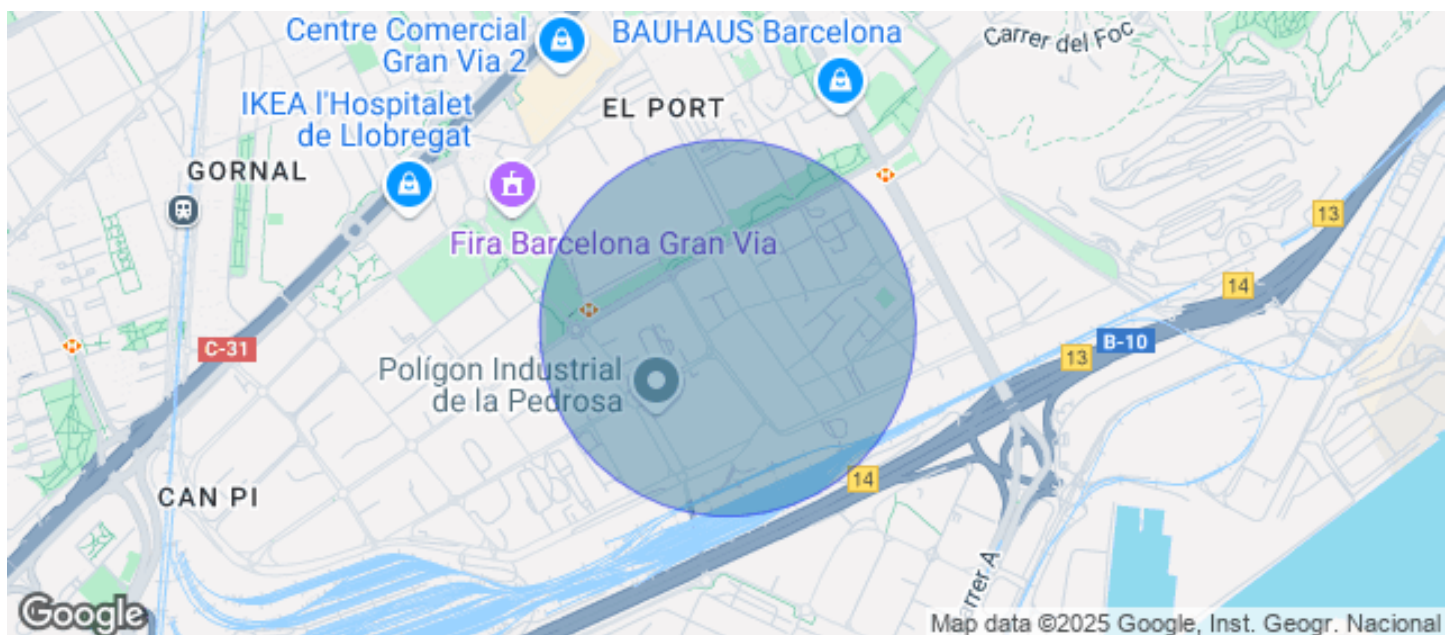 Centre Comercial
Gran Via 2
BAUHAUS Barcelona
Carrer del Foc
IKEA l'Hospitalet
de Llobregat
EL PORT
GORNAL
Fira Barcelona Gran Via
13
14
C-31
B-10
13
Polígon Industrial
de la Pedrosa
14
CAN PI
Carrer A
Google
Map data ©2025 Google, Inst. Geogr. Nacional